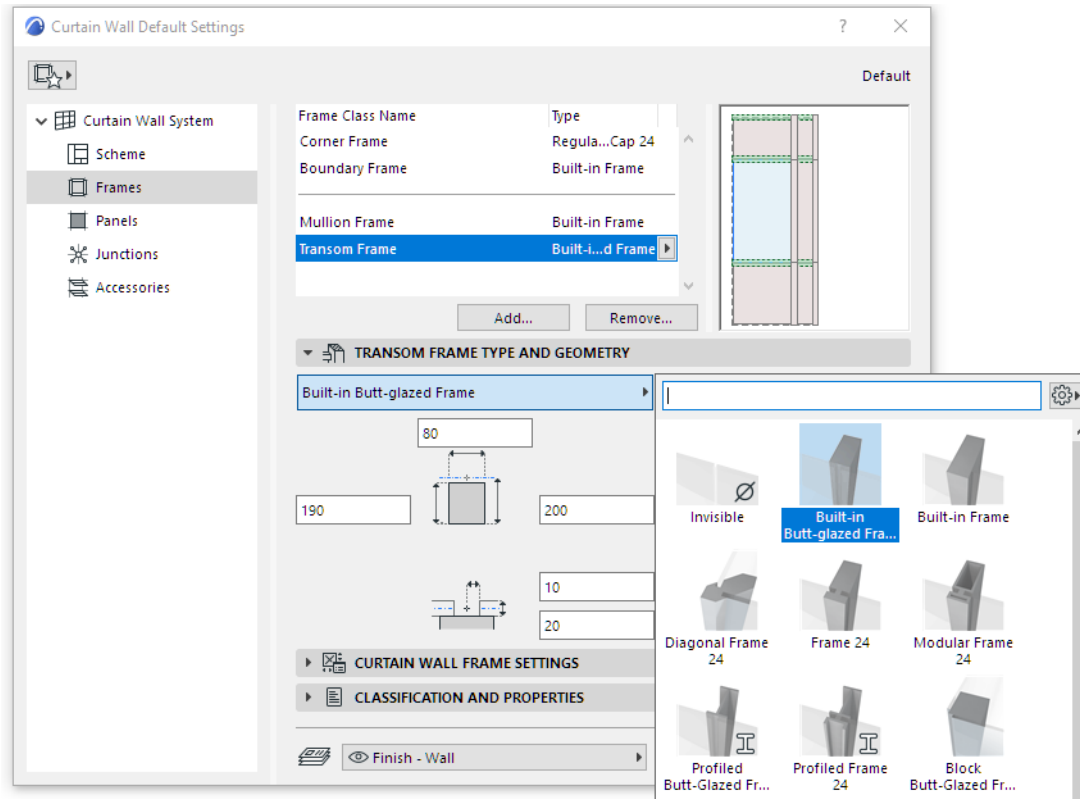 Curtain Wall Default Settings
?
Default
Curtain Wall System
Scheme
Frames
Panels
Junctions
Accessories
Frame Class Name Type
Corner Frame Regula...Cap 24
Boundary Frame Built-in Frame
Mullion Frame Built-in Frame
Transom Frame Built-i...d Frame
Add... Remove...
TRANSOM FRAME TYPE AND GEOMETRY
Built-in Butt-glazed Frame
80
190 200
10
20
CURTAIN WALL FRAME SETTINGS
CLASSIFICATION AND PROPERTIES
Finish - Wall
Invisible
Built-in
Butt-glazed Fra...
Built-in Frame
Diagonal Frame
24
Frame 24
Modular Frame
24
Profiled
Butt-Glazed Fr...
Profiled Frame
24
Block
Butt-Glazed Fr...